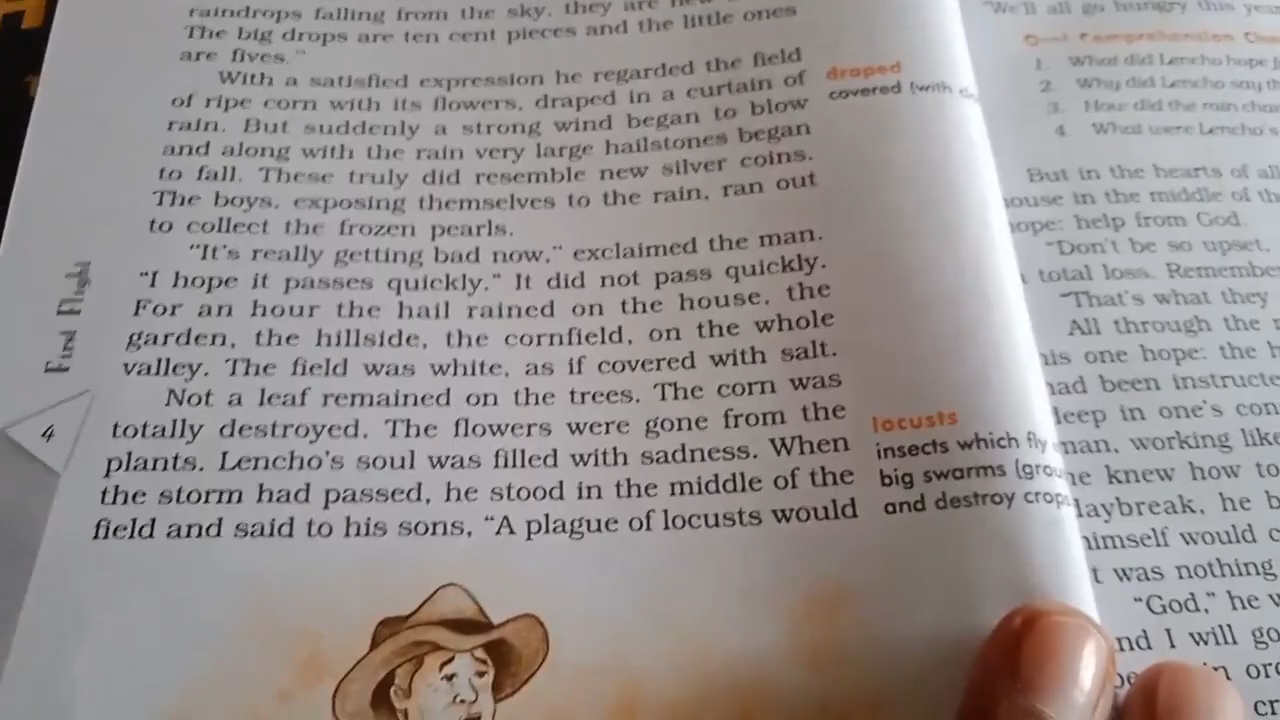 raindrops falling from the sky, they are new
The big drops are ten cent pieces and the little ones
are fives."
With a satisfied expression he regarded the field
of ripe corn with its flowers, draped in a curtain of
rain. But suddenly a strong wind began to blow
and along with the rain very large hailstones began
to fall. These truly did resemble new silver coins.
The boys, exposing themselves to the rain, ran out
to collect the frozen pearls.
"It's really getting bad now," exclaimed the man.
"I hope it passes quickly." It did not pass quickly.
For an hour the hail rained on the house, the
garden, the hillside, the cornfield, on the whole
valley. The field was white, as if covered with salt.
Not a leaf remained on the trees. The corn was
totally destroyed. The flowers were gone from the
plants. Lencho's soul was filled with sadness. When
the storm had passed, he stood in the middle of the
field and said to his sons, "A plague of locusts would
draped
covered (with
locusts
insects which fly
big swarms (grou
and destroy crop
First Flight
4
"We'll all go hungry this year
Oral Comprehension Che
1. What did Lencho hope f
2. Why did Lencho say th
3. How did the rain chan
4. What were Lencho's
But in the hearts of all
ouse in the middle of th
ope: help from God.
"Don't be so upset,
total loss. Remember
"That's what they
All through the
his one hope: the
had been instructe
leep in one's con
man, working like
he knew how to
laybreak, he b
himself would
t was nothing
"God," he w
nd I will go
in
cr